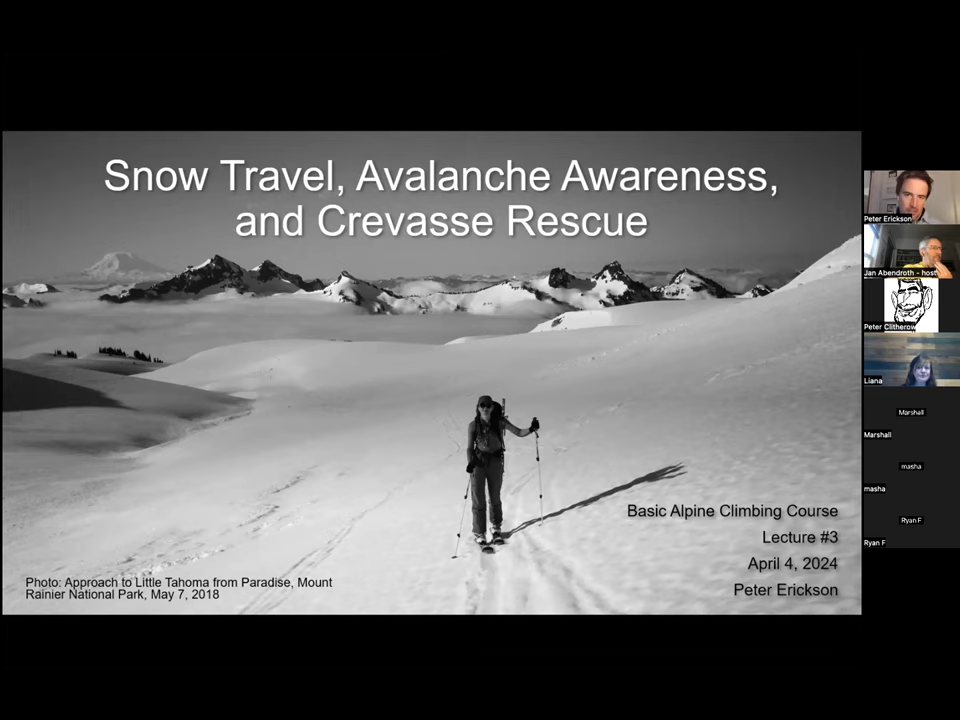 Snow Travel, Avalanche Awareness,
and Crevasse Rescue
Basic Alpine Climbing Course
Lecture #3
April 4, 2024
Peter Erickson
Photo: Approach to Little Tahoma from Paradise, Mount
Rainier National Park, May 7, 2018
Peter Erickson
Jan Abendroth - host
Peter Clitherow
Liana
Marshall
Marshall
masha
masha
Ryan F
Ryan F